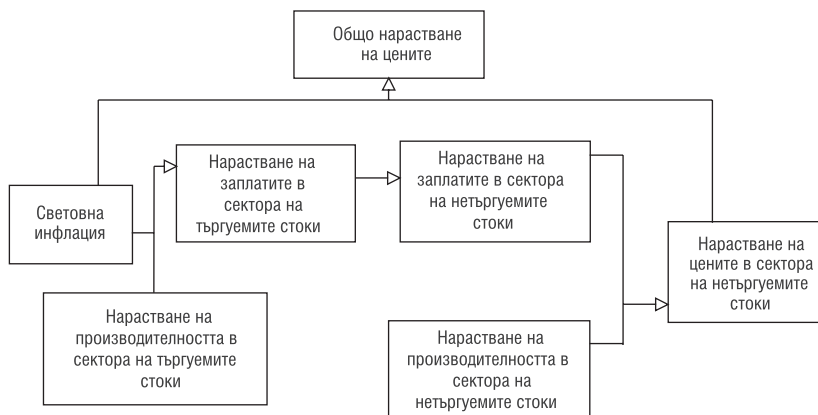 Общо нарастване
на цените
Нарастване на
заплатите в
сектора на
търгуемите стоки
Нарастване на
заплатите в сектора
на нетъргуемите
стоки
Световна
инфлация
Нарастване на
цените в сектора
на нетъргуемите
стоки
Нарастване на
производителността в
сектора на търгуемите
стоки
Нарастване на
производителността в
сектора на
нетъргуемите стоки